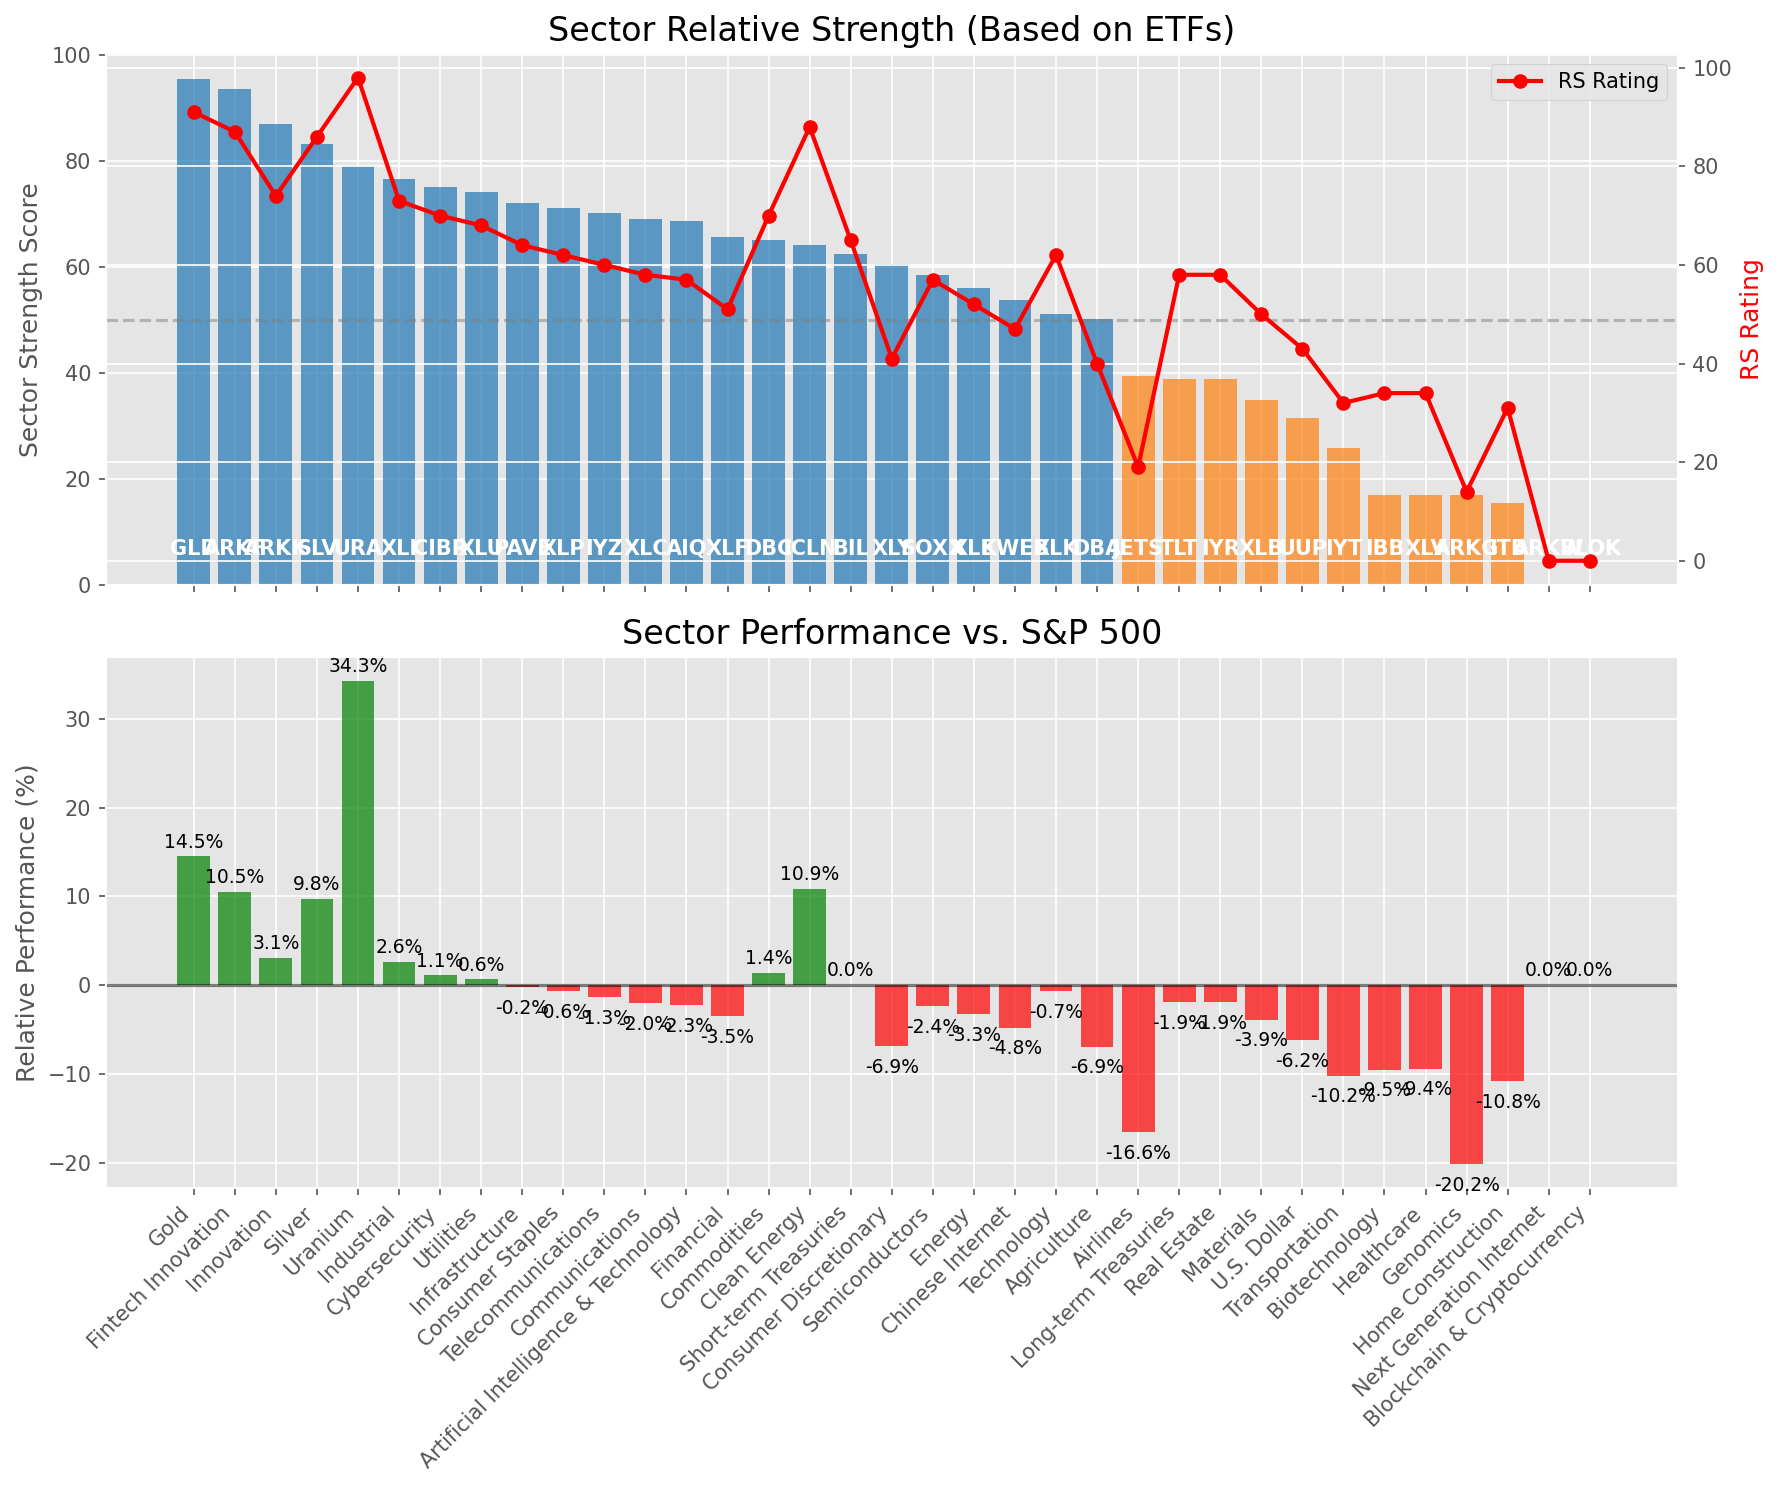 Sector Relative Strength (Based on ETFs)
100
80
60
40
20
0
Sector Strength Score
100
80
60
40
20
0
RS Rating
RS Rating
GLD ARKF ARKK SLV URA XLI CIBR XLU PAVE XLP IYZ XLC AIQ XLF DBC ICLN BIL XLY SOXX XLE KWEB XLK DBA JETS TLT IYR XLB UUP IYT IBB XLV ARKG ITB ARKW BLOK
Sector Performance vs. S&P 500
30
20
10
0
−10
−20
Relative Performance (%)
14.5%
10.5%
3.1%
9.8%
34.3%
2.6%
1.1%
0.6%
-0.2%
-0.6%
-1.3%
-2.0%
-2.3%
-3.5%
1.4%
10.9%
0.0%
-6.9%
-2.4%
-3.3%
-4.8%
-0.7%
-6.9%
-16.6%
-1.9%
-1.9%
-3.9%
-6.2%
-10.2%
-9.5%
-9.4%
-20.2%
-10.8%
0.0%
0.0%
Gold
Fintech Innovation
Innovation
Silver
Uranium
Industrial
Cybersecurity
Utilities
Infrastructure
Consumer Staples
Telecommunications
Communications
Artificial Intelligence & Technology
Financial
Commodities
Clean Energy
Short-term Treasuries
Consumer Discretionary
Semiconductors
Energy
Chinese Internet
Technology
Agriculture
Airlines
Long-term Treasuries
Real Estate
Materials
U.S. Dollar
Transportation
Biotechnology
Healthcare
Genomics
Home Construction
Next Generation Internet
Blockchain & Cryptocurrency